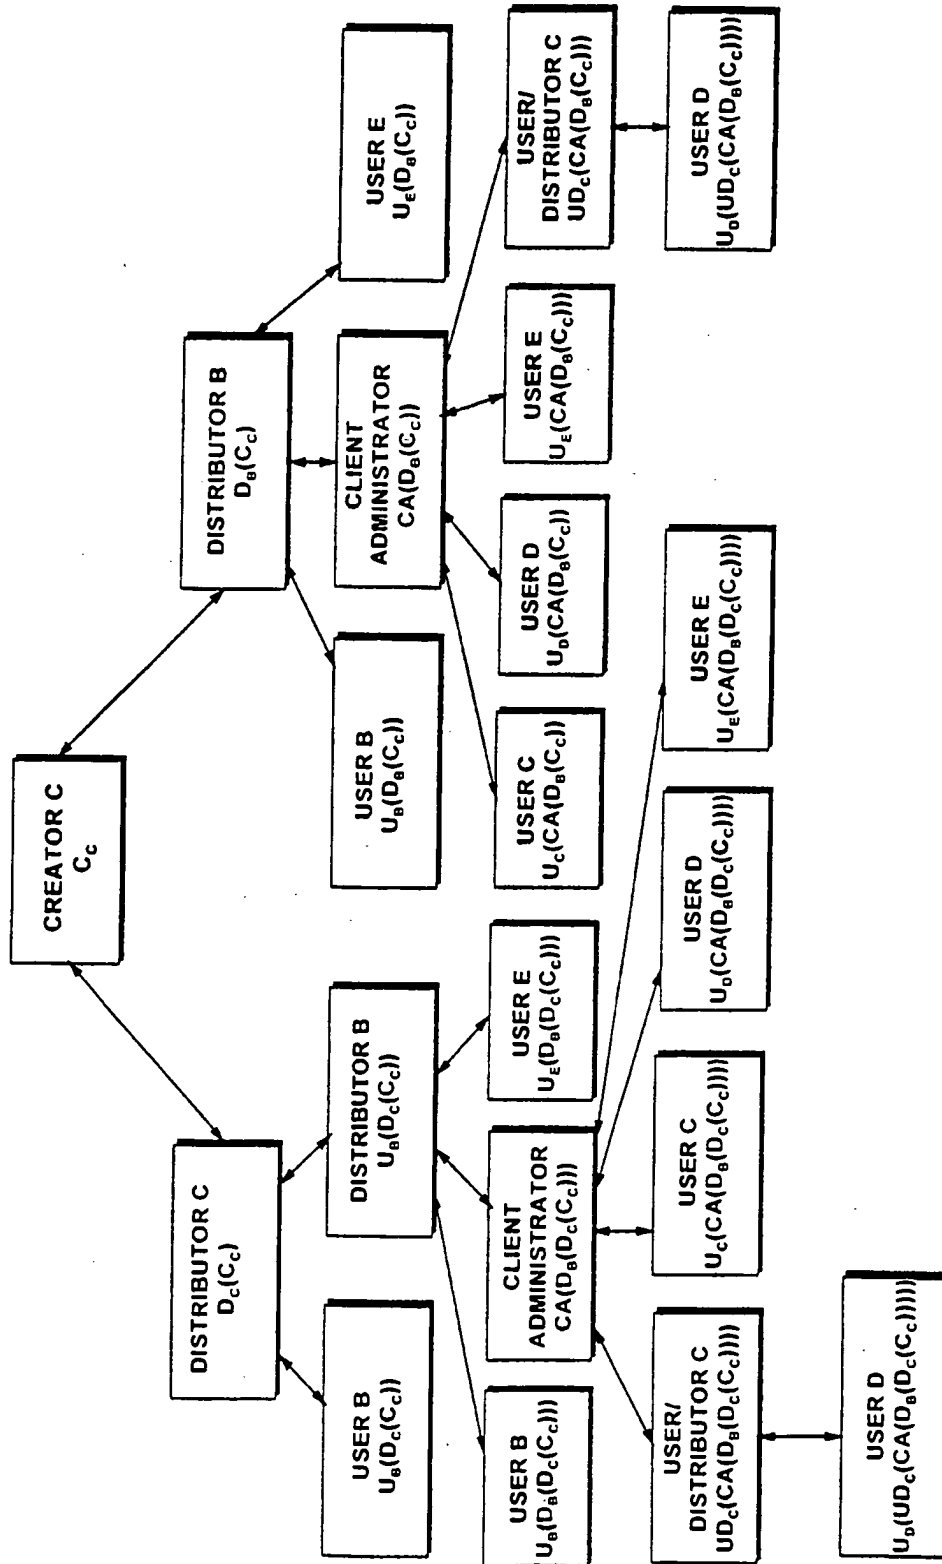 CREATOR C
C_C
DISTRIBUTOR C
D_C(C_C)
DISTRIBUTOR B
D_B(C_C)
USER B
U_B(D_C(C_C))
DISTRIBUTOR B
U_B(D_C(C_C))
USER B
U_B(D_B(C_C))
CLIENT
ADMINISTRATOR
CA(D_B(C_C))
USER E
U_E(D_B(C_C))
USER B
U_B(D_B(D_C(C_C)))
CLIENT
ADMINISTRATOR
CA(D_B(D_C(C_C)))
USER E
U_E(D_B(D_C(C_C)))
USER C
U_C(CA(D_B(C_C))
USER D
U_D(CA(D_B(C_C))
USER E
U_E(CA(D_B(C_C)))
USER/
DISTRIBUTOR C
UD_C(CA(D_B(C_C)))
USER/
DISTRIBUTOR C
UD_C(CA(D_B(D_C(C_C))))
USER C
U_C(CA(D_B(D_C(C_C))))
USER D
U_D(CA(D_B(D_C(C_C))))
USER E
U_E(CA(D_B(D_C(C_C))))
USER D
U_D(UD_C(CA(D_B(C_C))))
USER D
U_D(UD_C(CA(D_B(D_C(C_C)))))